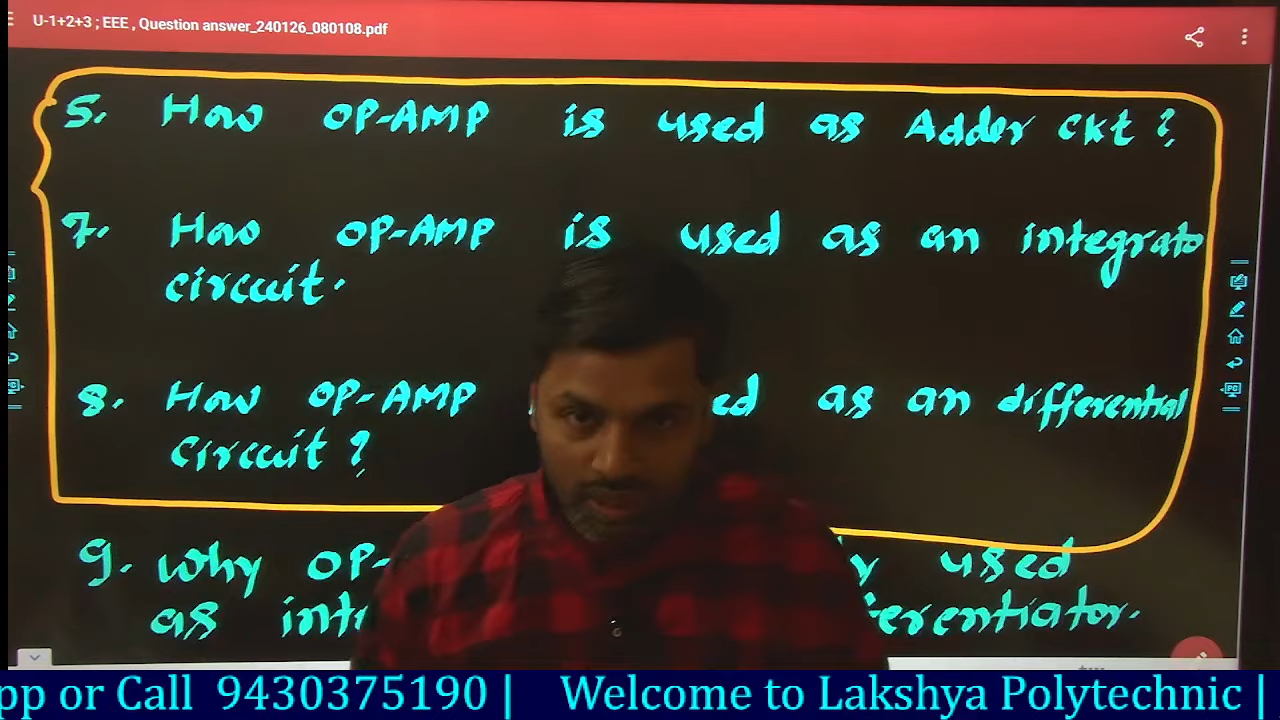 U-1+2+3 ; EEE , Question answer_240126_080108.pdf
5. How OP-AMP is used as Adder ckt ?
7. How OP-AMP is used as an integrato
circuit.
8. How OP-AMP ed as an differential
circuit ?
9. why OP- y used
as inte erentiator.
pp or Call 9430375190 | Welcome to Lakshya Polytechnic |